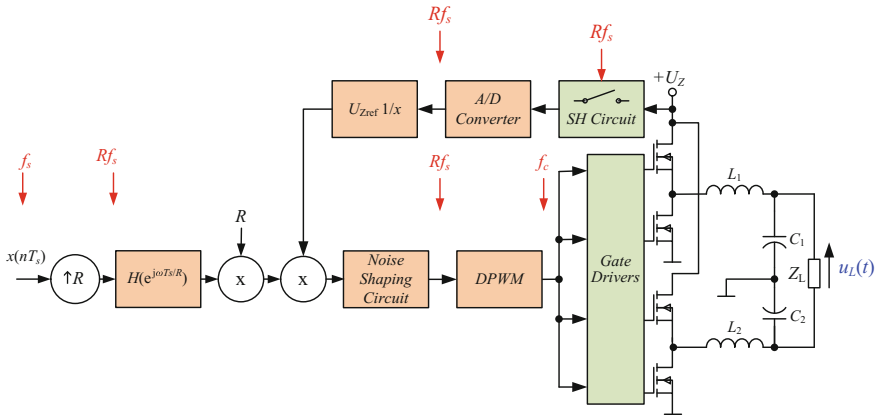 Rf_s
Rf_s
+U_Z
U_Zref 1/x
A/D
Converter
SH Circuit
f_s
Rf_s
Rf_s
f_c
R
L_1
x(nT_s)
↑R
H(e^jωTs/R)
x
x
Noise
Shaping
Circuit
DPWM
Gate
Drivers
C_1
Z_L
u_L(t)
C_2
L_2